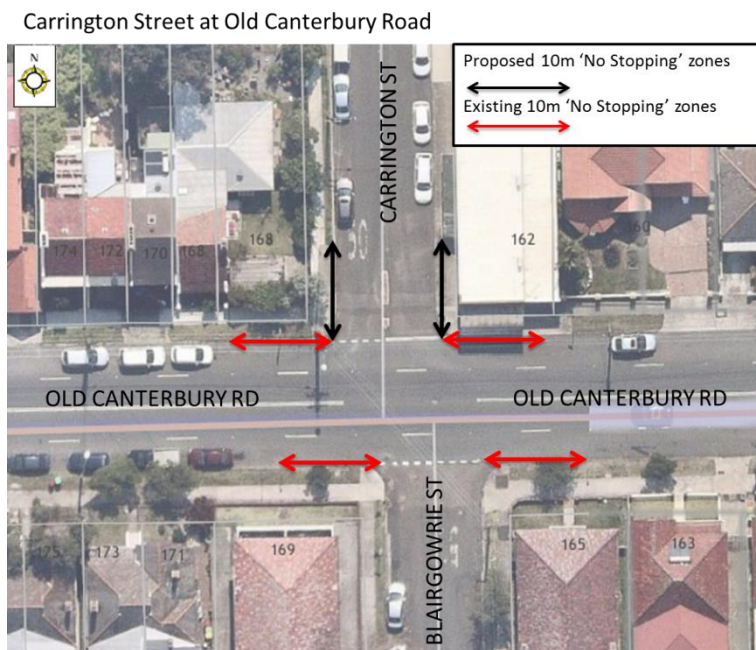 Carrington Street at Old Canterbury Road
N
Proposed 10m ‘No Stopping’ zones
Existing 10m ‘No Stopping’ zones
CARRINGTON ST
50
174
172
170
168
168
162
160
OLD CANTERBURY RD
OLD CANTERBURY RD
BLAIRGOWRIE ST
175
173
171
169
165
163